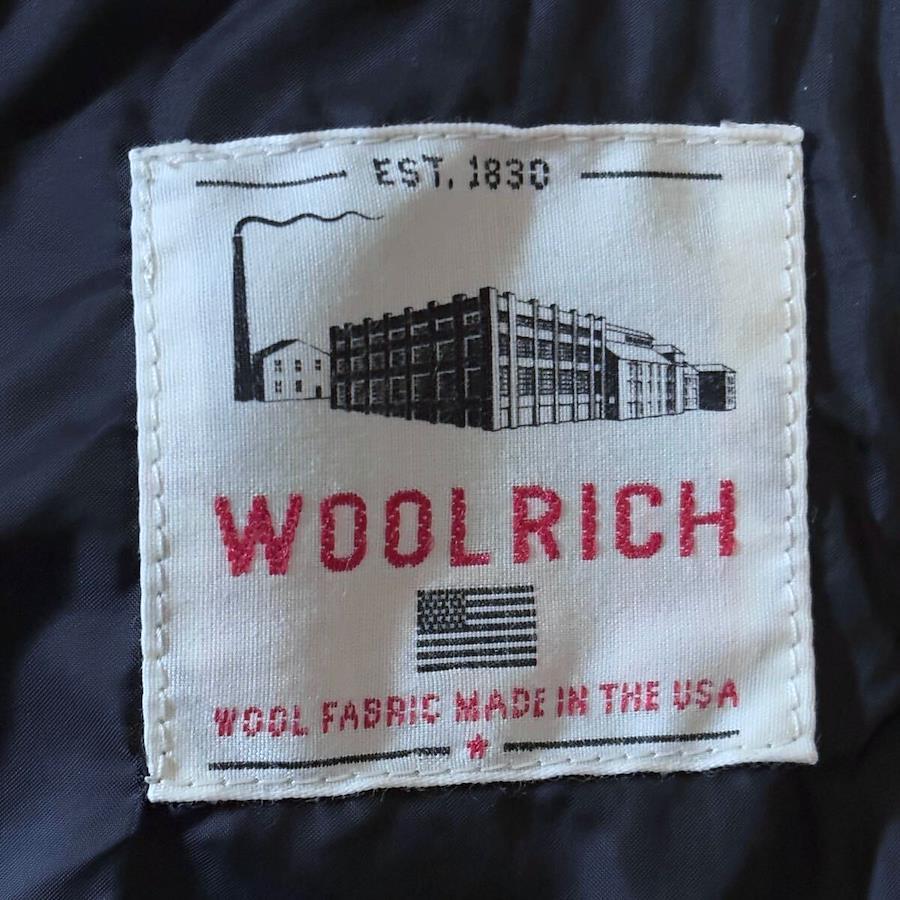 EST. 1830
WOOLRICH
WOOL FABRIC MADE IN THE USA